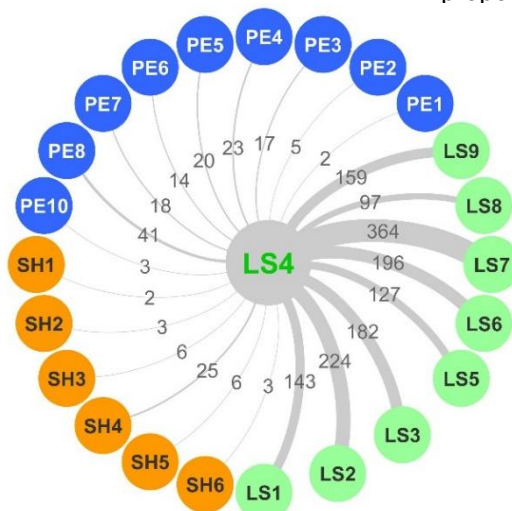 propo
PE4
PE5
PE3
PE6
PE2
PE7
PE1
PE8
LS9
PE10
LS8
SH1
LS7
SH2
LS6
SH3
LS5
SH4
LS3
SH5
LS2
SH6
LS1
LS4
23
17
20
5
14
2
18
159
41
97
3
364
2
196
3
127
6
182
25
224
6
143
3